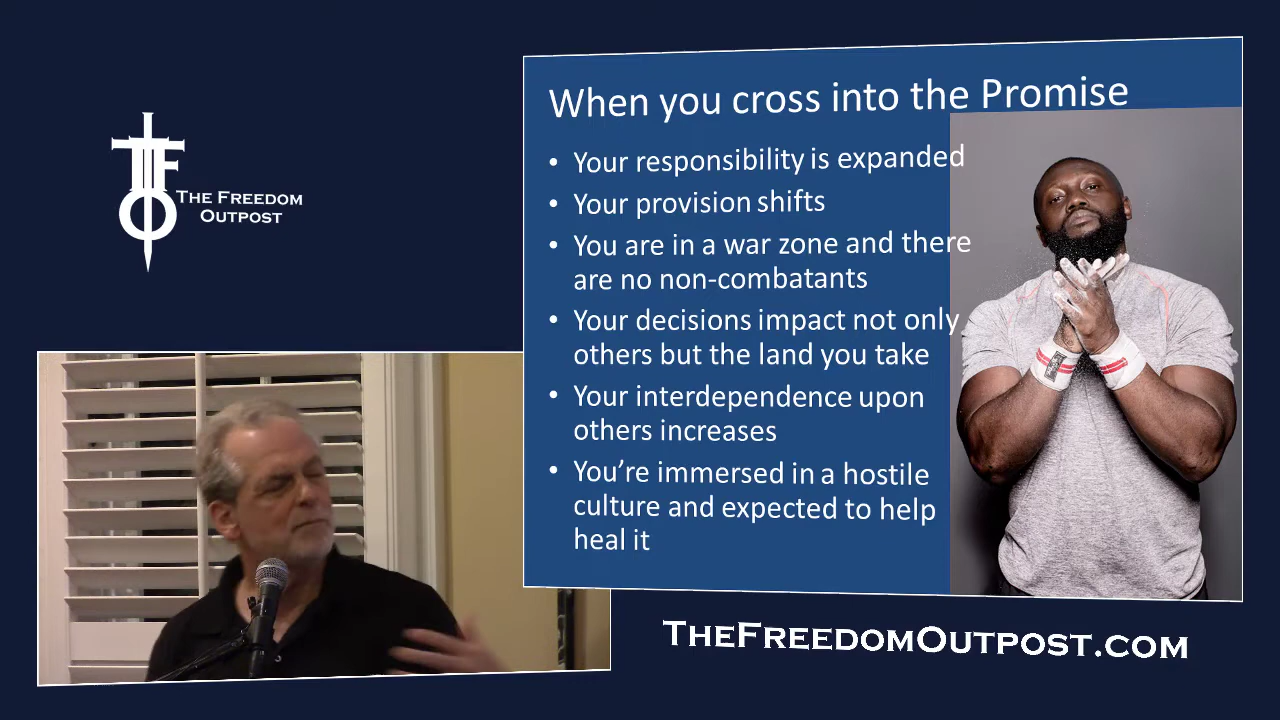 TF
THE FREEDOM
OUTPOST
When you cross into the Promise
• Your responsibility is expanded
• Your provision shifts
• You are in a war zone and there
are no non-combatants
• Your decisions impact not only
others but the land you take
• Your interdependence upon
others increases
• You’re immersed in a hostile
culture and expected to help
heal it
THEFREEDOMOUTPOST.COM